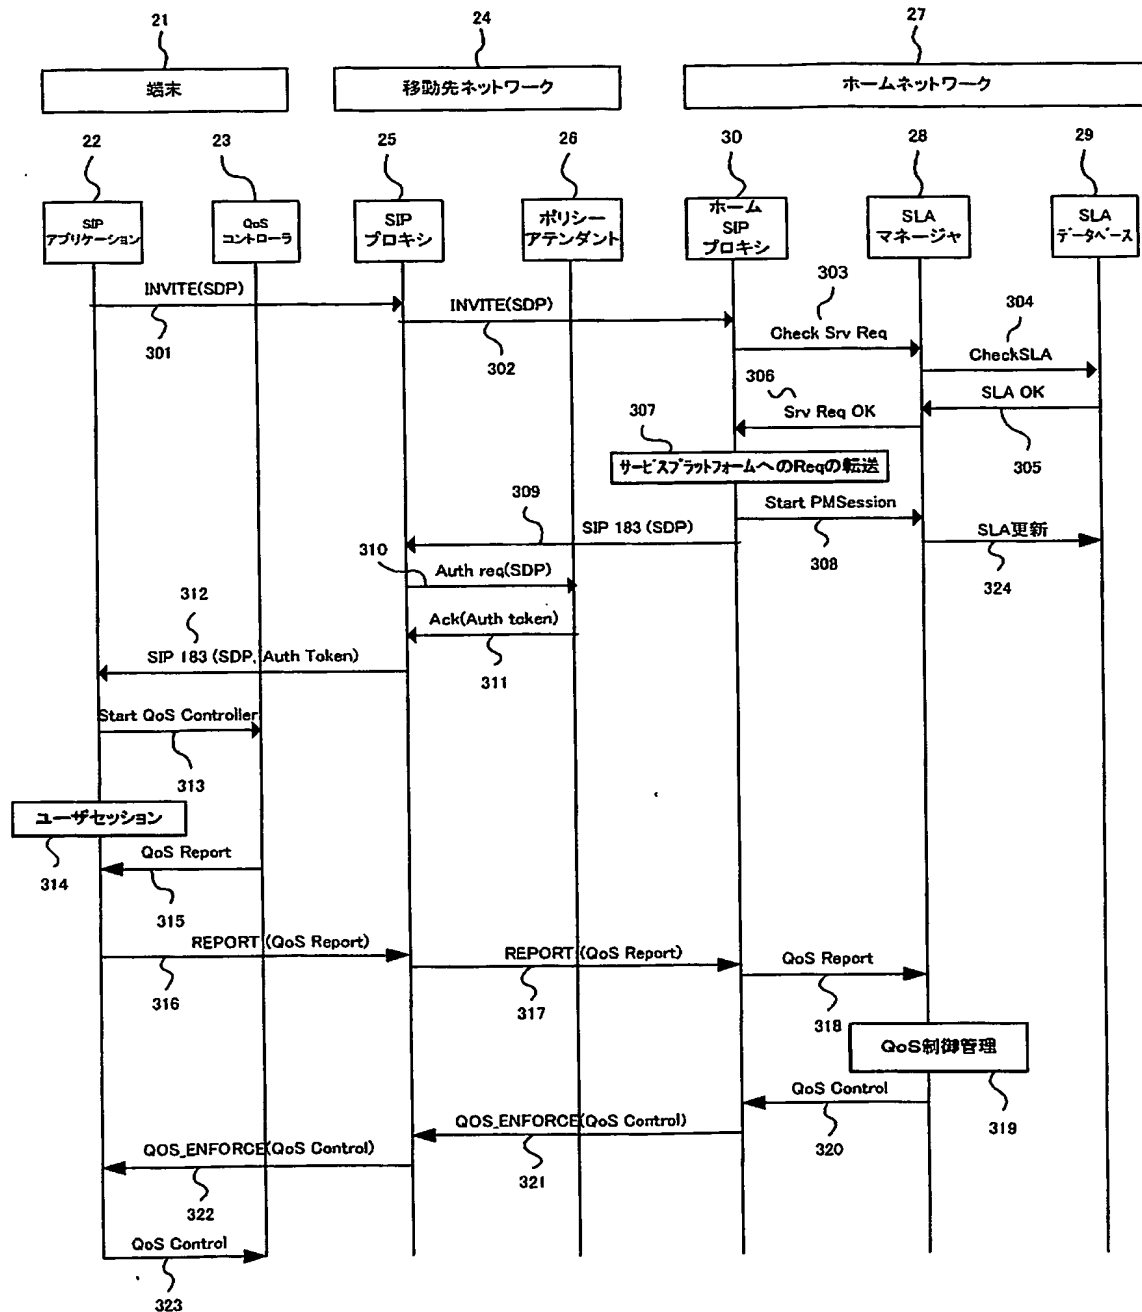 21
24
27
端末
移動先ネットワーク
ホームネットワーク
22
23
25
26
30
28
29
SIP
アプリケーション
QoS
コントローラ
SIP
プロキシ
ポリシー
アテンダント
ホーム
SIP
プロキシ
SLA
マネージャ
SLA
データベース
INVITE(SDP)
301
INVITE(SDP)
302
303
Check Srv Req
304
CheckSLA
SLA OK
305
306
Srv Req OK
307
サービスプラットフォームへのReqの転送
Start PMSession
308
309
SIP 183 (SDP)
SLA更新
324
310
Auth req(SDP)
Ack(Auth token)
311
312
SIP 183 (SDP, Auth Token)
Start QoS Controller
313
ユーザセッション
314
QoS Report
315
REPORT (QoS Report)
316
REPORT (QoS Report)
317
QoS Report
318
QoS制御管理
319
QoS Control
320
QOS_ENFORCE(QoS Control)
321
QOS_ENFORCE(QoS Control)
322
QoS Control
323